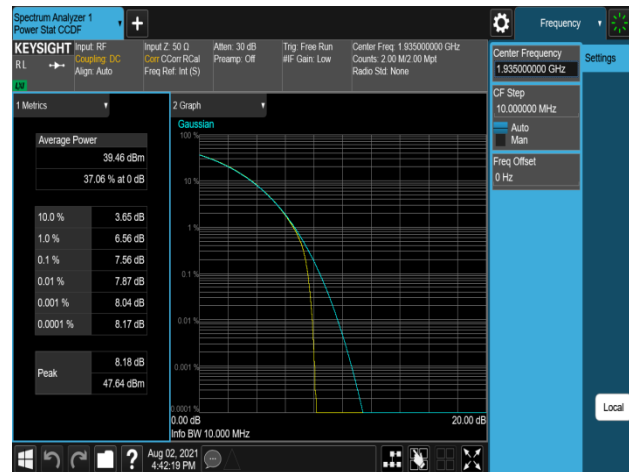 Spectrum Analyzer 1
Power Stat CCDF
Frequency
KEYSIGHT
RL
Input: RF
Coupling: DC
Align: Auto
Input Z: 50 Ω
Corr CCorr RCal
Freq Ref: Int (S)
Atten: 30 dB
Preamp: Off
Trig: Free Run
#IF Gain: Low
Center Freq: 1.935000000 GHz
Counts: 2.00 M/2.00 Mpt
Radio Std: None
Center Frequency
1.935000000 GHz
Settings
CF Step
10.000000 MHz
Auto
Man
Freq Offset
0 Hz
Local
1 Metrics
Average Power
39.46 dBm
37.06 % at 0 dB
10.0 % 3.65 dB
1.0 % 6.56 dB
0.1 % 7.56 dB
0.01 % 7.87 dB
0.001 % 8.04 dB
0.0001 % 8.17 dB
Peak
8.18 dB
47.64 dBm
2 Graph
Gaussian
100 %
10 %
1 %
0.1 %
0.01 %
0.001 %
0.0001 %
0.00 dB 20.00 dB
Info BW 10.000 MHz
?
Aug 02, 2021
4:42:19 PM